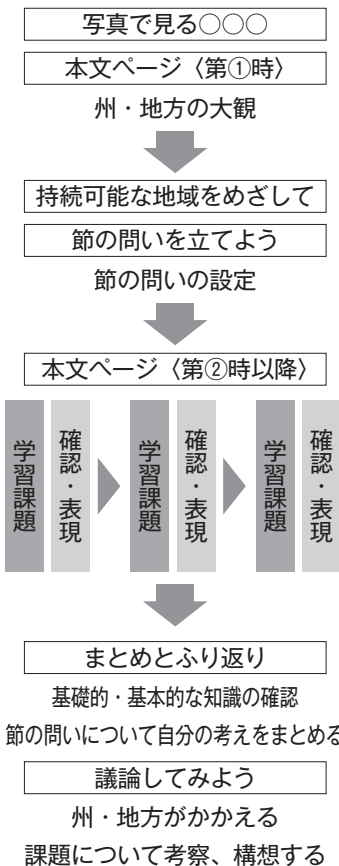 写真で見る○○○
本文ページ〈第①時〉
州・地方の大観
持続可能な地域をめざして
節の問いを立てよう
節の問いの設定
本文ページ〈第②時以降〉
学習課題
確認・表現
学習課題
確認・表現
学習課題
確認・表現
まとめとふり返り
基礎的・基本的な知識の確認
節の問いについて自分の考えをまとめる
議論してみよう
州・地方がかかえる
課題について考察、構想する